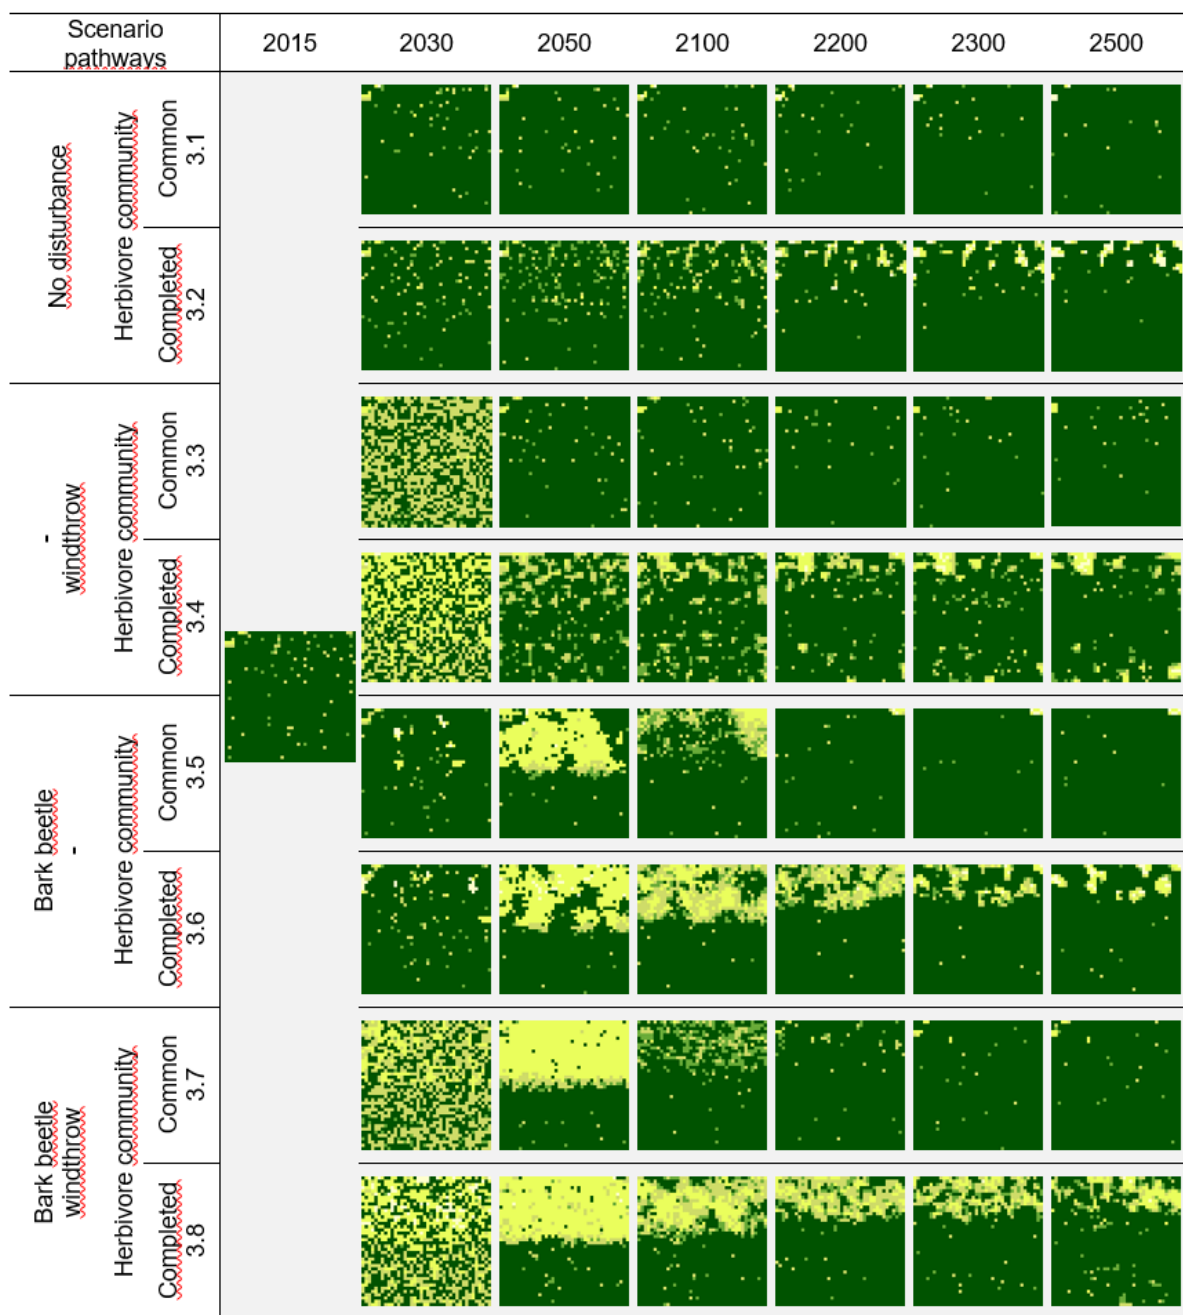 Scenario
pathways
2015
2030
2050
2100
2200
2300
2500
No disturbance
Herbivore community
Common
3.1
Completed
3.2
-
windthrow
Herbivore community
Common
3.3
Completed
3.4
Bark beetle
-
Herbivore community
Common
3.5
Completed
3.6
Bark beetle
windthrow
Herbivore community
Common
3.7
Completed
3.8